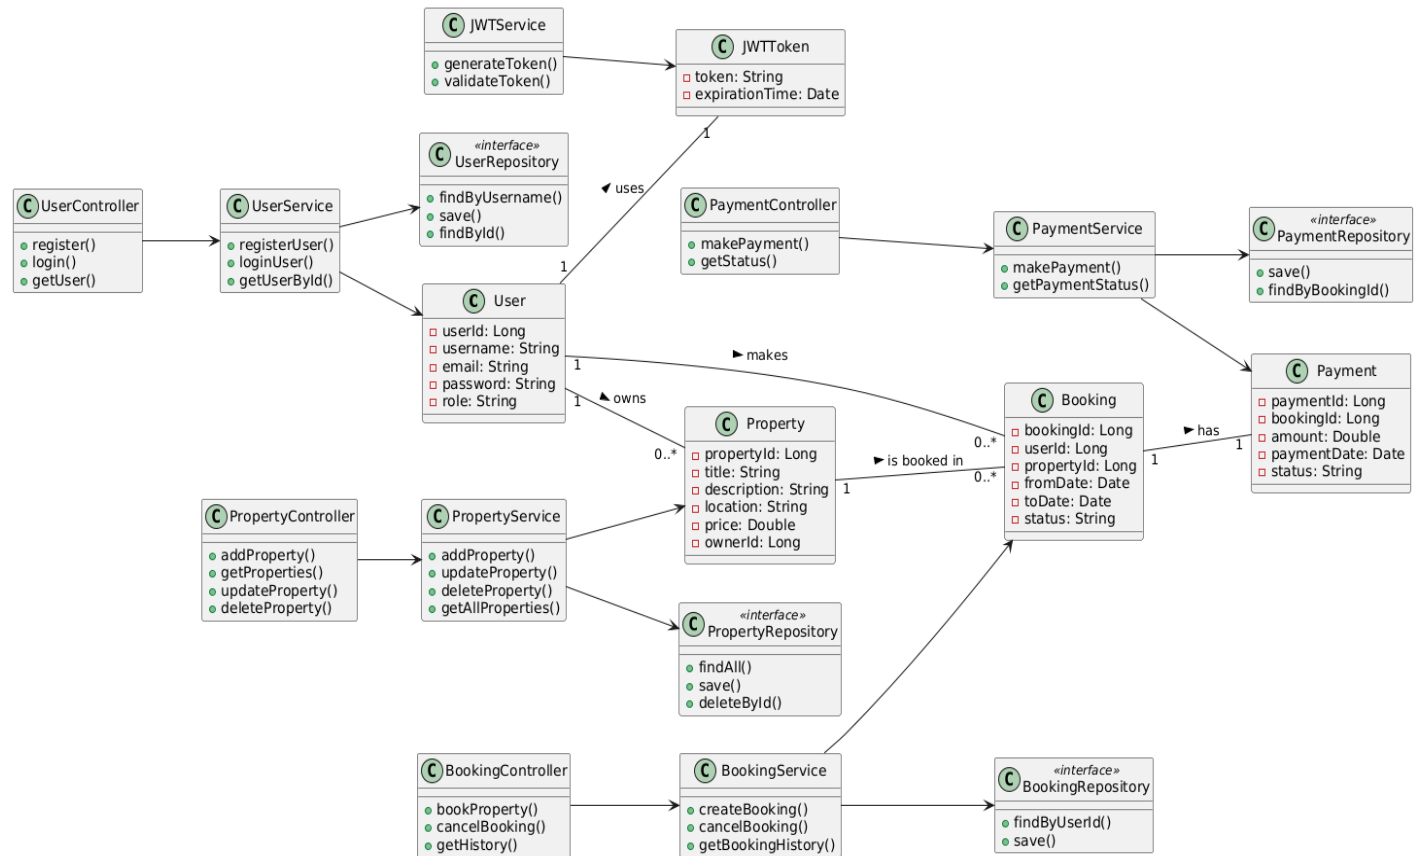 C JWTService
+generateToken()
+validateToken()
C JWTToken
token: String
expirationTime: Date
1
C «interface»
UserRepository
findByUsername()
save()
findById()
uses
C UserController
register()
login()
getUser()
C UserService
registerUser()
loginUser()
getUserById()
C PaymentController
makePayment()
getStatus()
C PaymentService
makePayment()
getPaymentStatus()
C «interface»
PaymentRepository
save()
findByBookingId()
1
C User
userId: Long
username: String
email: String
password: String
role: String
1
makes
0..*
1
owns
0..*
C Property
propertyId: Long
title: String
description: String
location: String
price: Double
ownerId: Long
1
is booked in
0..*
C Booking
bookingId: Long
userId: Long
propertyId: Long
fromDate: Date
toDate: Date
status: String
1
has
1
C Payment
paymentId: Long
bookingId: Long
amount: Double
paymentDate: Date
status: String
C PropertyController
addProperty()
getProperties()
updateProperty()
deleteProperty()
C PropertyService
addProperty()
updateProperty()
deleteProperty()
getAllProperties()
C «interface»
PropertyRepository
findAll()
save()
deleteById()
C BookingController
bookProperty()
cancelBooking()
getHistory()
C BookingService
createBooking()
cancelBooking()
getBookingHistory()
C «interface»
BookingRepository
findByUserId()
save()